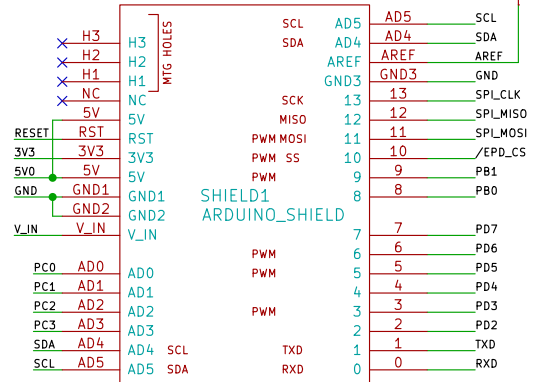 SCL AD5 AD5 SCL
H3 H3 SDA AD4 AD4 SDA
H2 H2 AREF AREF AREF
H1 H1 MTG HOLES GND3 GND3 GND
NC NC SCK 13 13 SPI_CLK
5V 5V MISO 12 12 SPI_MISO
RESET RST RST PWM MOSI 11 11 SPI_MOSI
3V3 3V3 3V3 PWM SS 10 10 /EPD_CS
5V0 5V 5V PWM 9 9 PB1
GND GND1 GND1 SHIELD1 8 8 PB0
GND2 GND2 ARDUINO_SHIELD
V_IN V_IN V_IN 7 7 PD7
PWM 6 6 PD6
PC0 AD0 AD0 PWM 5 5 PD5
PC1 AD1 AD1 4 4 PD4
PC2 AD2 AD2 PWM 3 3 PD3
PC3 AD3 AD3 2 2 PD2
SDA AD4 AD4 SCL TXD 1 1 TXD
SCL AD5 AD5 SDA RXD 0 0 RXD